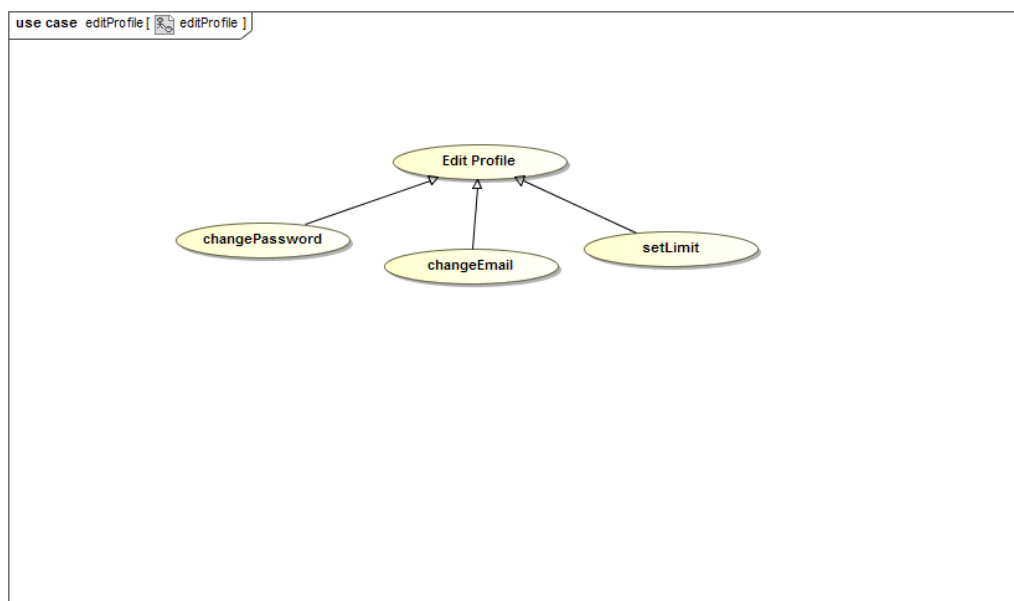 use case editProfile [ editProfile ]
Edit Profile
changePassword
changeEmail
setLimit